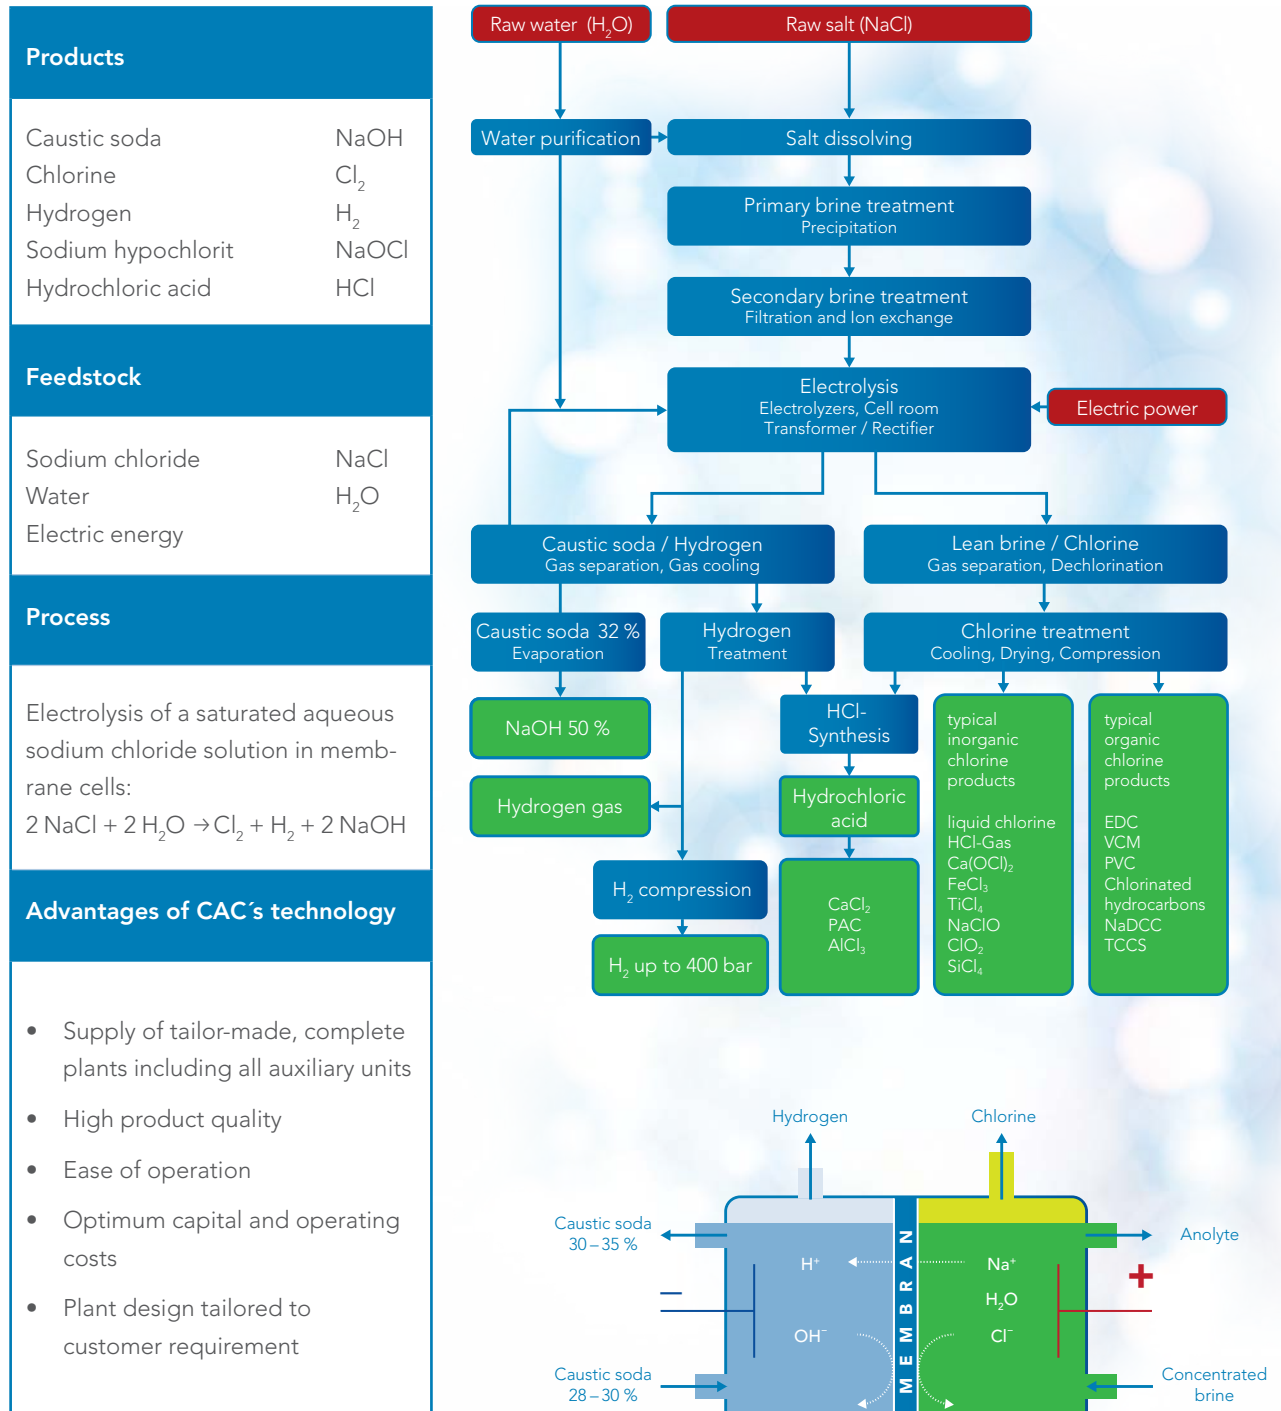 Products
Caustic soda NaOH
Chlorine Cl₂
Hydrogen H₂
Sodium hypochlorit NaOCl
Hydrochloric acid HCl
Feedstock
Sodium chloride NaCl
Water H₂O
Electric energy
Process
Electrolysis of a saturated aqueous
sodium chloride solution in memb-
rane cells:
2 NaCl + 2 H₂O → Cl₂ + H₂ + 2 NaOH
Advantages of CAC´s technology
• Supply of tailor-made, complete
plants including all auxiliary units
• High product quality
• Ease of operation
• Optimum capital and operating
costs
• Plant design tailored to
customer requirement
Raw water (H₂O)
Raw salt (NaCl)
Water purification
Salt dissolving
Primary brine treatment
Precipitation
Secondary brine treatment
Filtration and Ion exchange
Electrolysis
Electrolyzers, Cell room
Transformer / Rectifier
Electric power
Caustic soda / Hydrogen
Gas separation, Gas cooling
Lean brine / Chlorine
Gas separation, Dechlorination
Caustic soda 32 %
Evaporation
Hydrogen
Treatment
Chlorine treatment
Cooling, Drying, Compression
NaOH 50 %
Hydrogen gas
H₂ compression
H₂ up to 400 bar
HCl-
Synthesis
Hydrochloric
acid
CaCl₂
PAC
AlCl₃
typical
inorganic
chlorine
products
liquid chlorine
HCl-Gas
Ca(OCl)₂
FeCl₃
TiCl₄
NaClO
ClO₂
SiCl₄
typical
organic
chlorine
products
EDC
VCM
PVC
Chlorinated
hydrocarbons
NaDCC
TCCS
Hydrogen
Chlorine
Caustic soda
30 – 35 %
Anolyte
H⁺
Na⁺
H₂O
OH⁻
Cl⁻
–
+
MEMBRAN
Caustic soda
28 – 30 %
Concentrated
brine